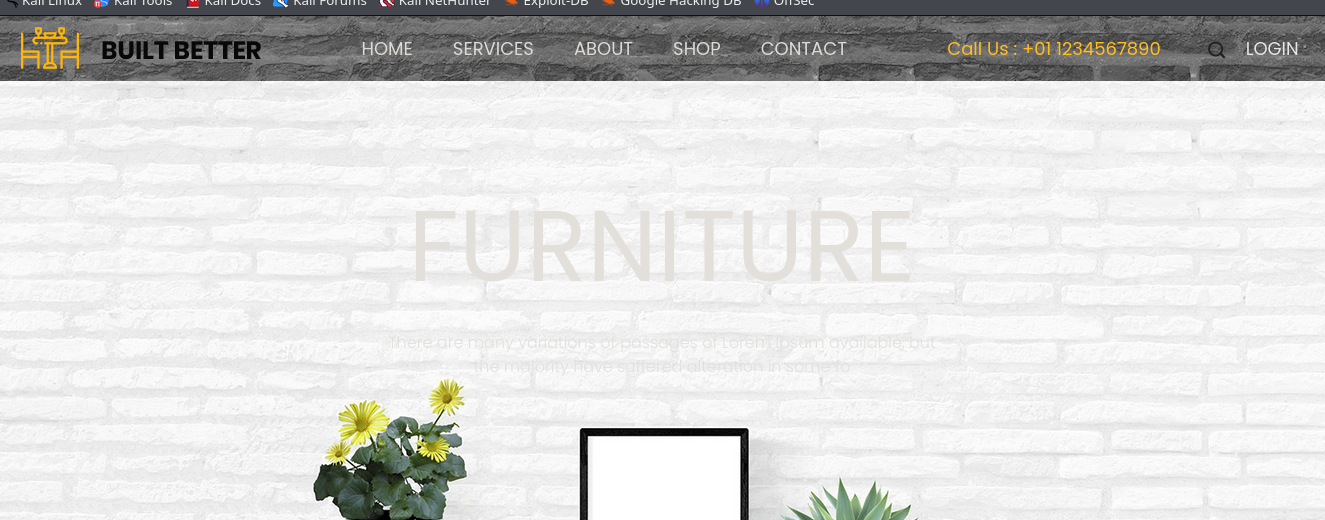 Kali Linux Kali Tools Kali Docs Kali Forums Kali NetHunter Exploit-DB Google Hacking DB OffSec
BUILT BETTER HOME SERVICES ABOUT SHOP CONTACT Call Us : +01 1234567890 LOGIN
FURNITURE
There are many variations of passages of Lorem Ipsum available, but
the majority have suffered alteration in some fo